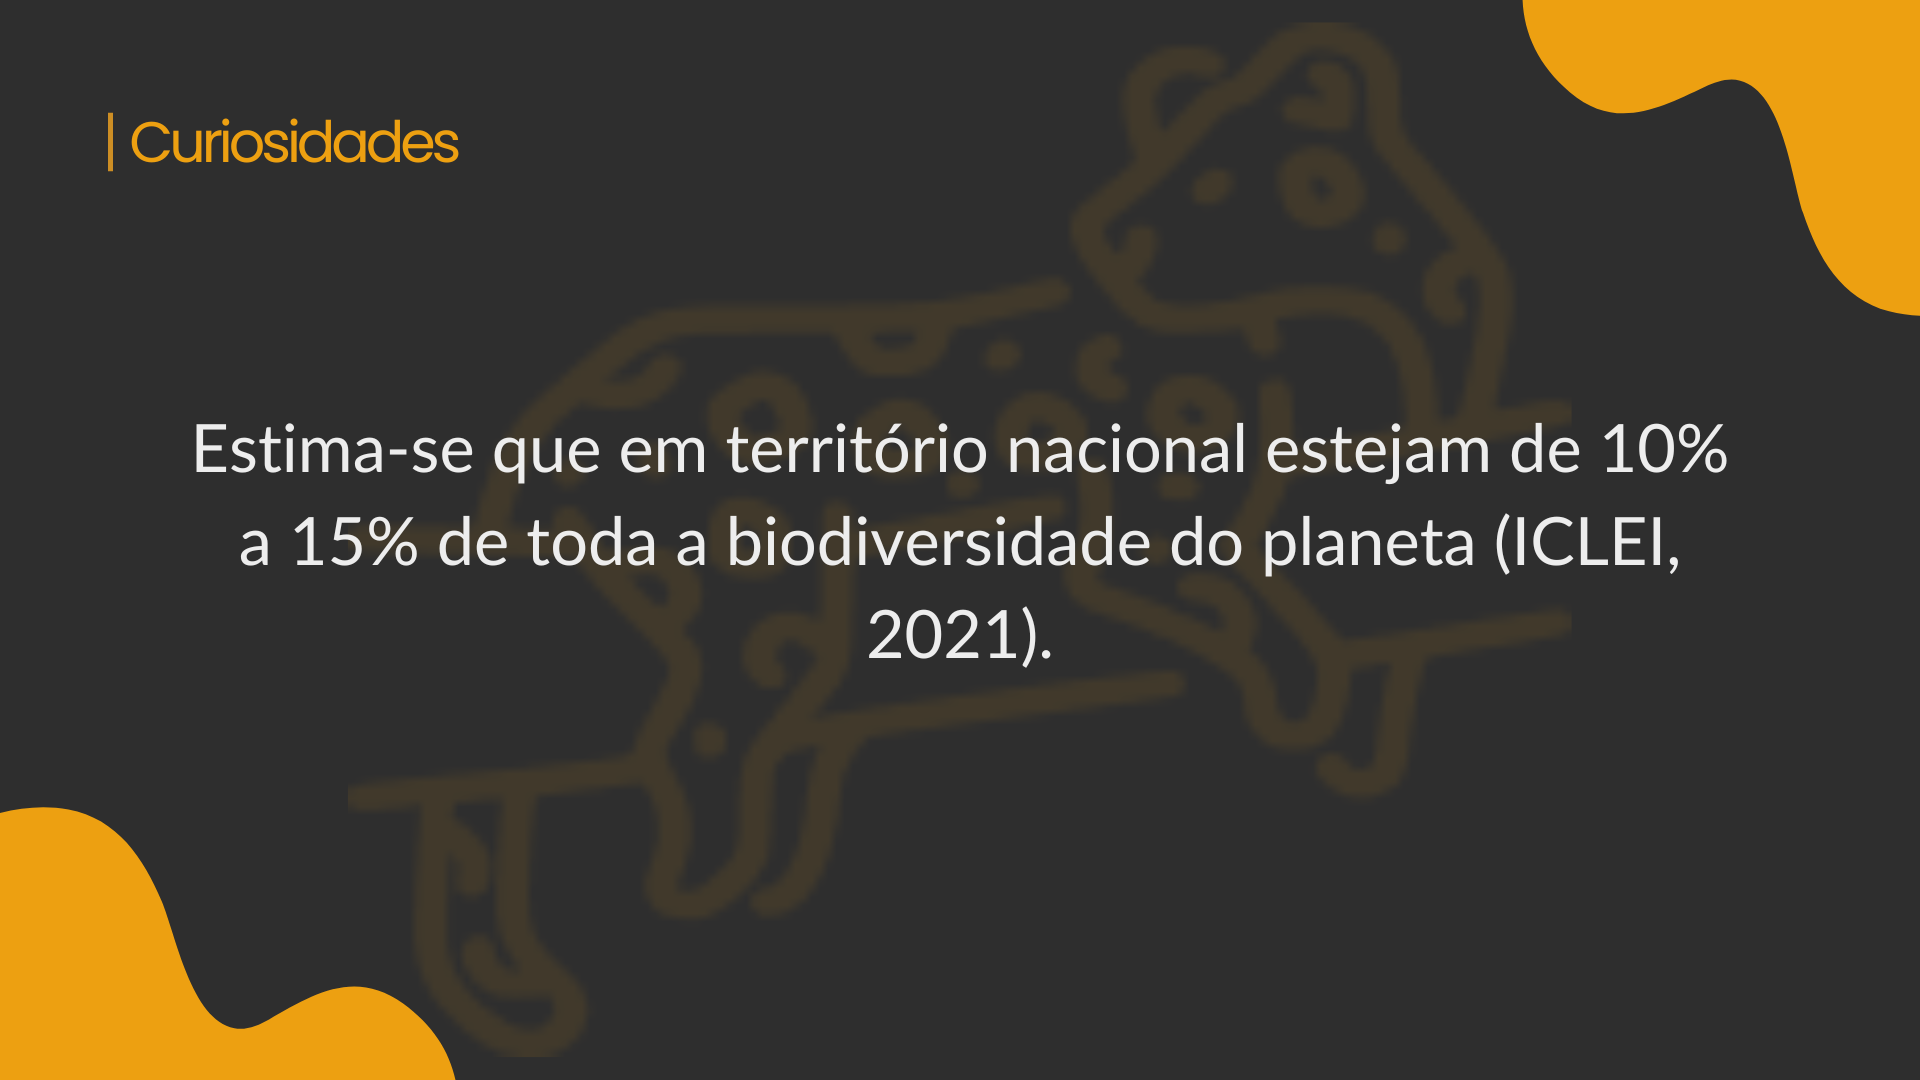 Curiosidades
Estima-se que em território nacional estejam de 10%
a 15% de toda a biodiversidade do planeta (ICLEI,
2021).